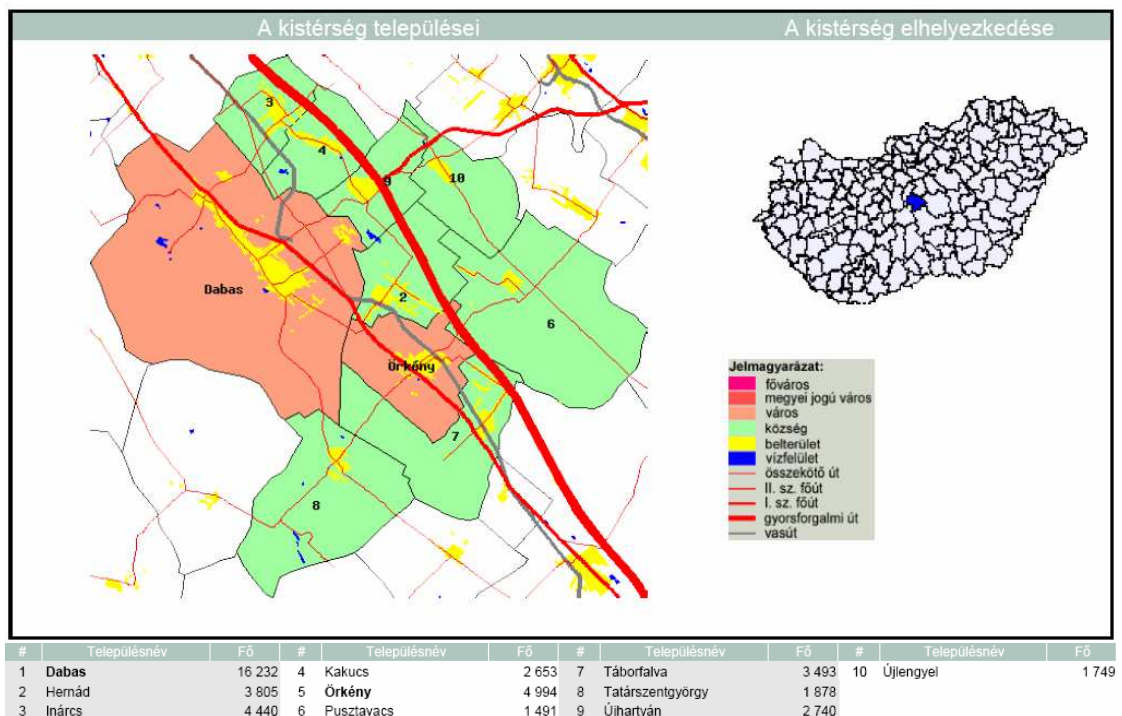 A kistérség települései
A kistérség elhelyezkedése
3
4
9
10
Dabas
2
6
Örkény
7
8
Jelmagyarázat:
főváros
megyei jogú város
város
község
belterület
vízfelület
összekötő út
II. sz. főút
I. sz. főút
gyorsforgalmi út
vasút
# Településnév Fő # Településnév Fő # Településnév Fő # Településnév Fő
1 Dabas 16 232 4 Kakucs 2 653 7 Táborfalva 3 493 10 Újlengyel 1 749
2 Hernád 3 805 5 Örkény 4 994 8 Tatárszentgyörgy 1 878
3 Inárcs 4 440 6 Pusztavacs 1 491 9 Újhartyán 2 740